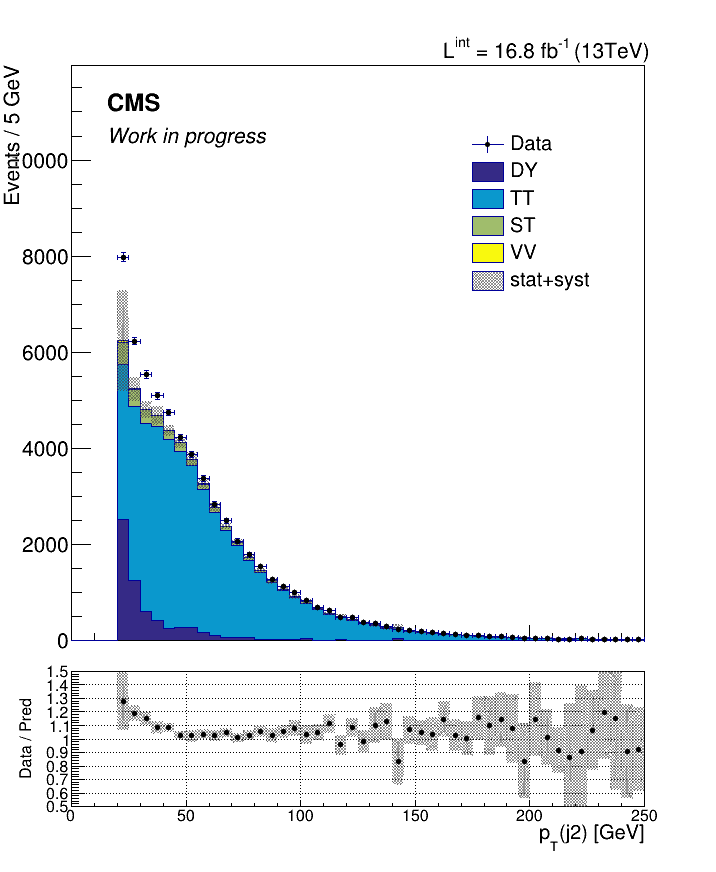 L^int = 16.8 fb^-1 (13TeV)
Events / 5 GeV
CMS
Work in progress
Data
DY
TT
ST
VV
stat+syst
10000
8000
6000
4000
2000
0
Data / Pred
1.5
1.4
1.3
1.2
1.1
1
0.9
0.8
0.7
0.6
0.5
0 50 100 150 200 250
p_T(j2) [GeV]